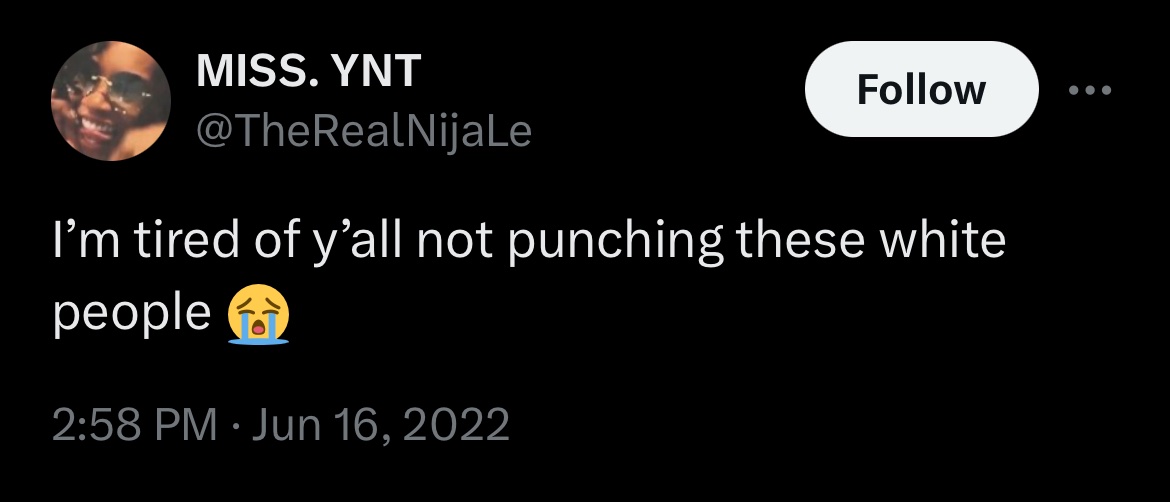 MISS. YNT
@TheRealNijaLe
Follow
I’m tired of y’all not punching these white
people 😭
2:58 PM · Jun 16, 2022